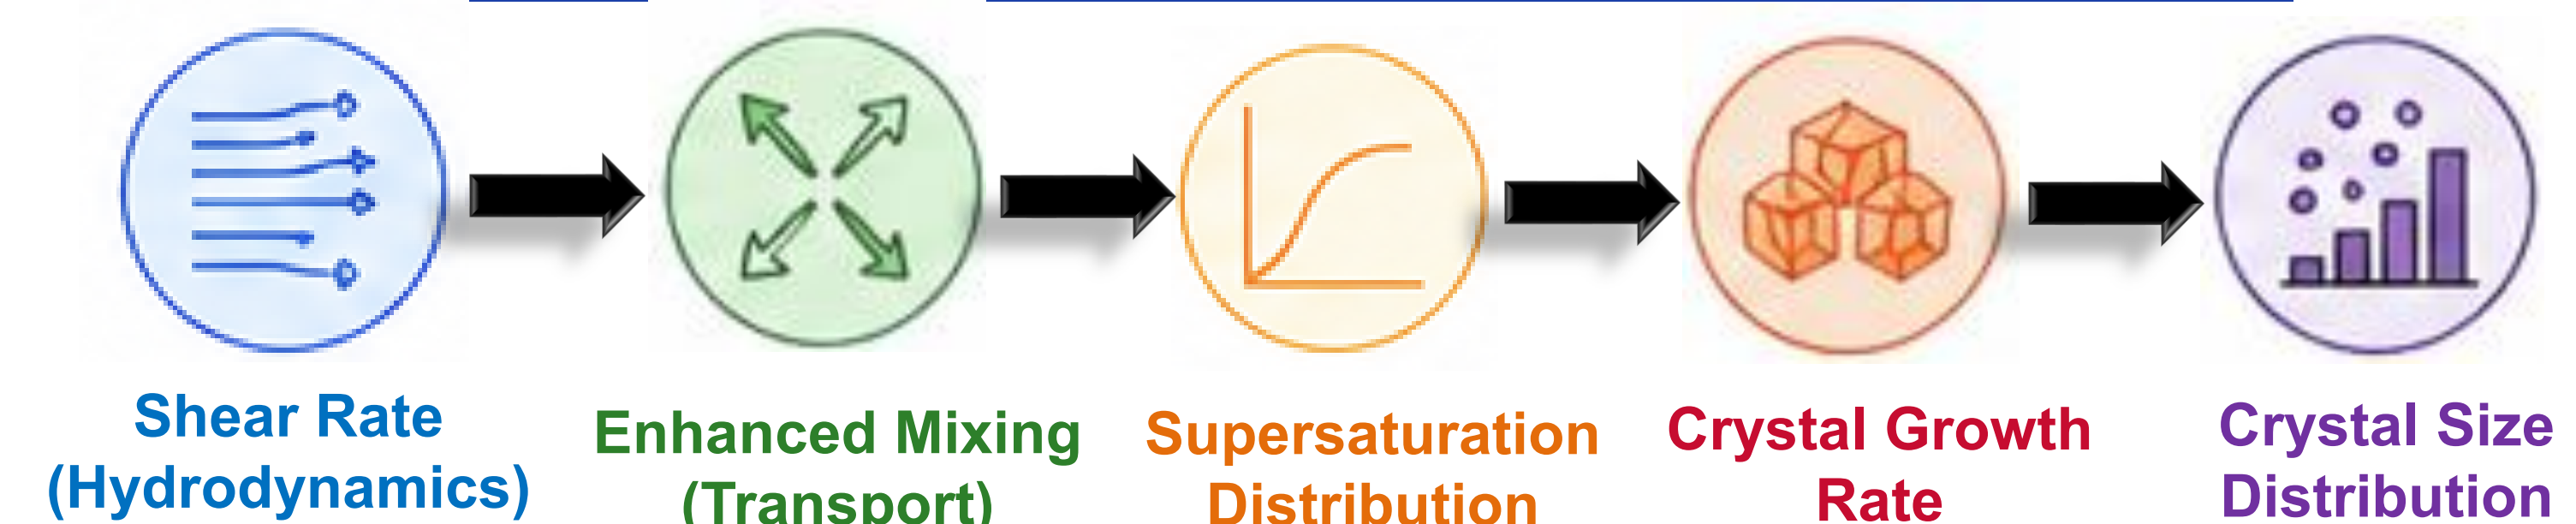 Shear Rate
(Hydrodynamics)
Enhanced Mixing
(Transport)
Supersaturation
Distribution
Crystal Growth
Rate
Crystal Size
Distribution